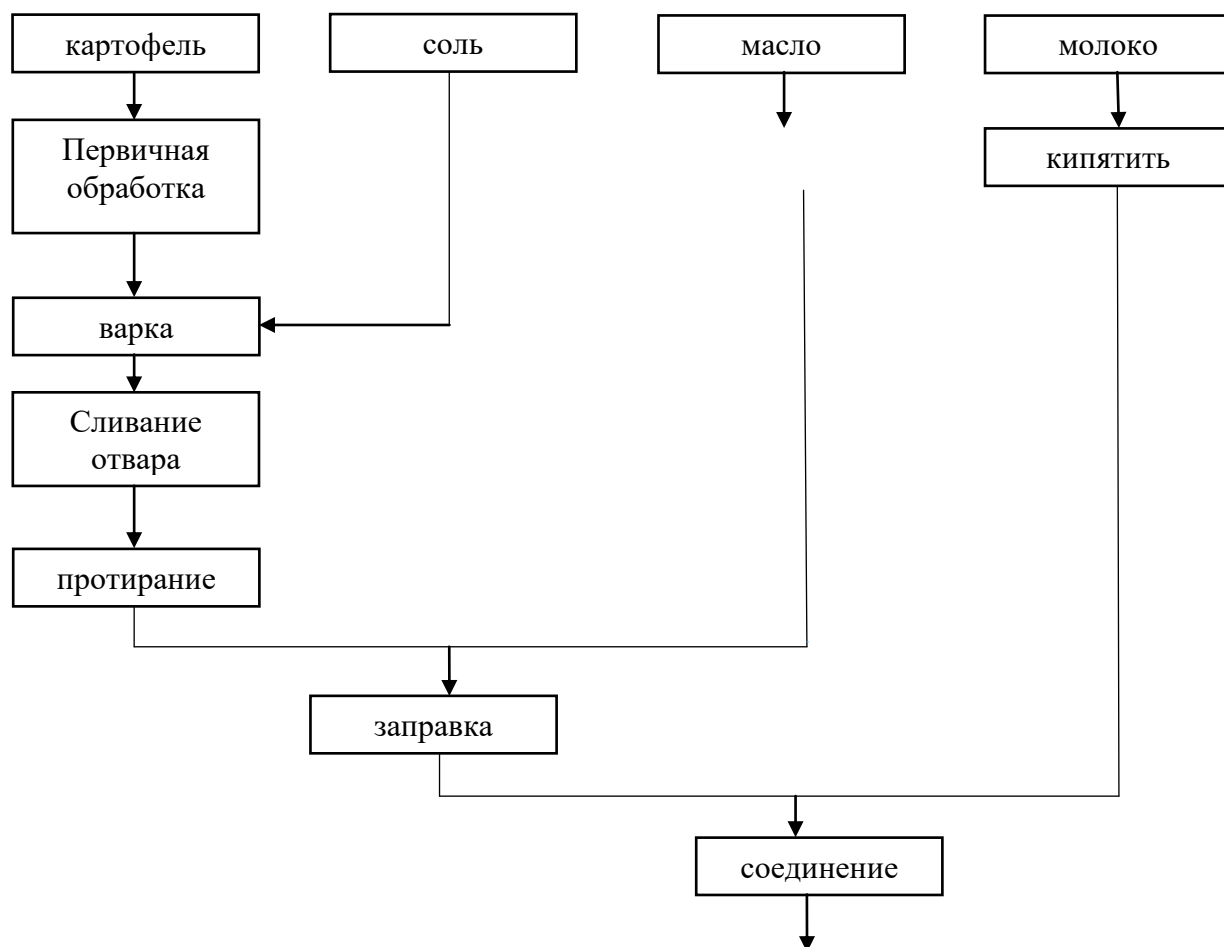 картофель
соль
масло
молоко
Первичная
обработка
кипятить
варка
Сливание
отвара
протирание
заправка
соединение